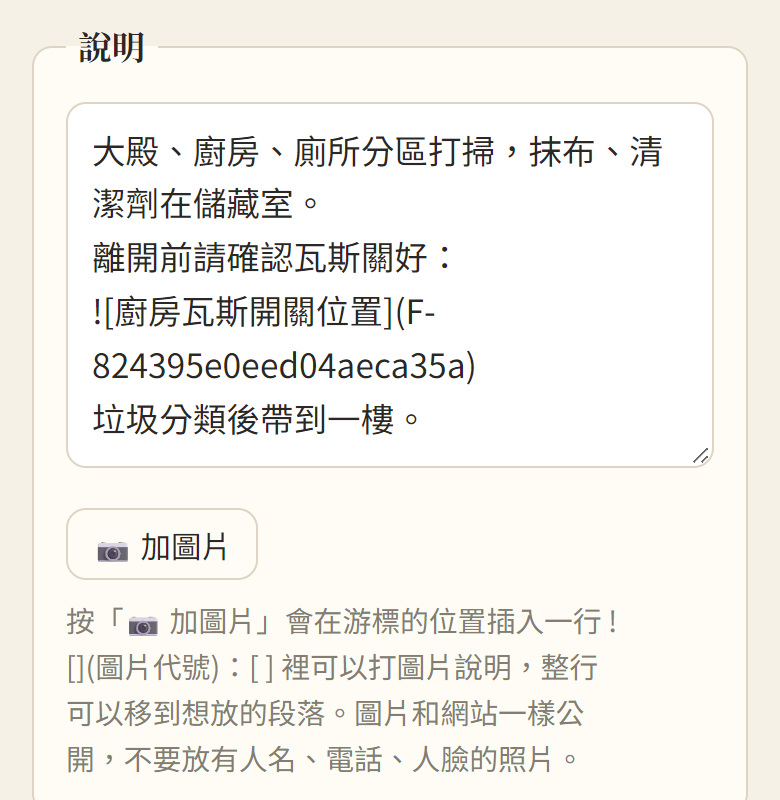 說明
大殿、廚房、廁所分區打掃，抹布、清
潔劑在儲藏室。
離開前請確認瓦斯關好：
![廚房瓦斯開關位置](F-
824395e0eed04aeca35a)
垃圾分類後帶到一樓。
📷 加圖片
按「📷 加圖片」會在游標的位置插入一行 !
[](圖片代號)：[ ] 裡可以打圖片說明，整行
可以移到想放的段落。圖片和網站一樣公
開，不要放有人名、電話、人臉的照片。